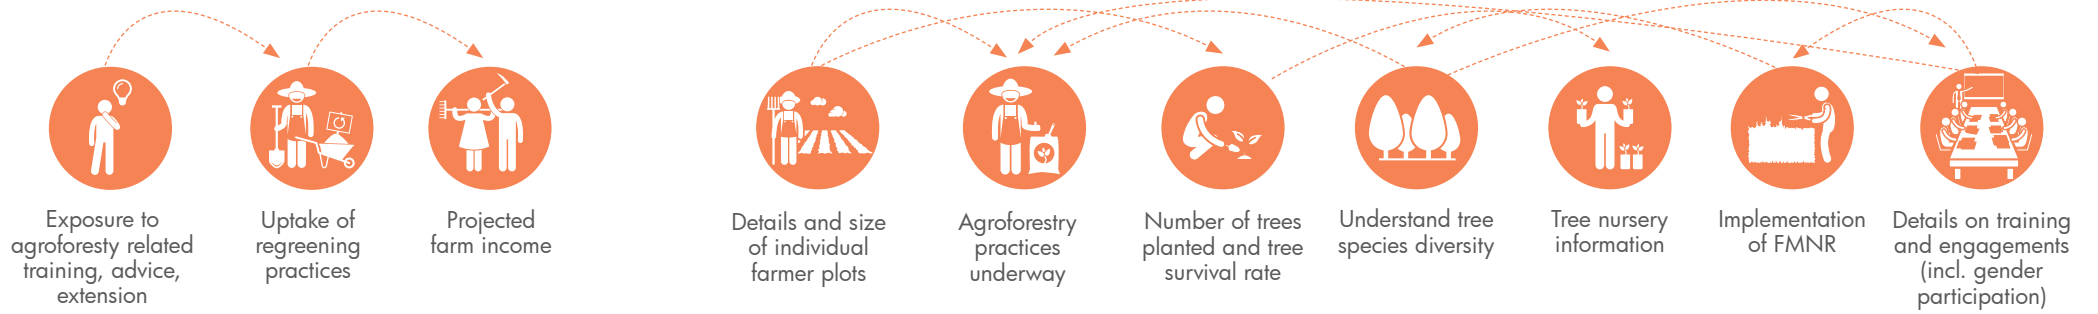 Exposure to
agroforesty related
training, advice,
extension
Uptake of
regreening
practices
Projected
farm income
Details and size
of individual
farmer plots
Agroforestry
practices
underway
Number of trees
planted and tree
survival rate
Understand tree
species diversity
Tree nursery
information
Implementation
of FMNR
Details on training
and engagements
(incl. gender
participation)